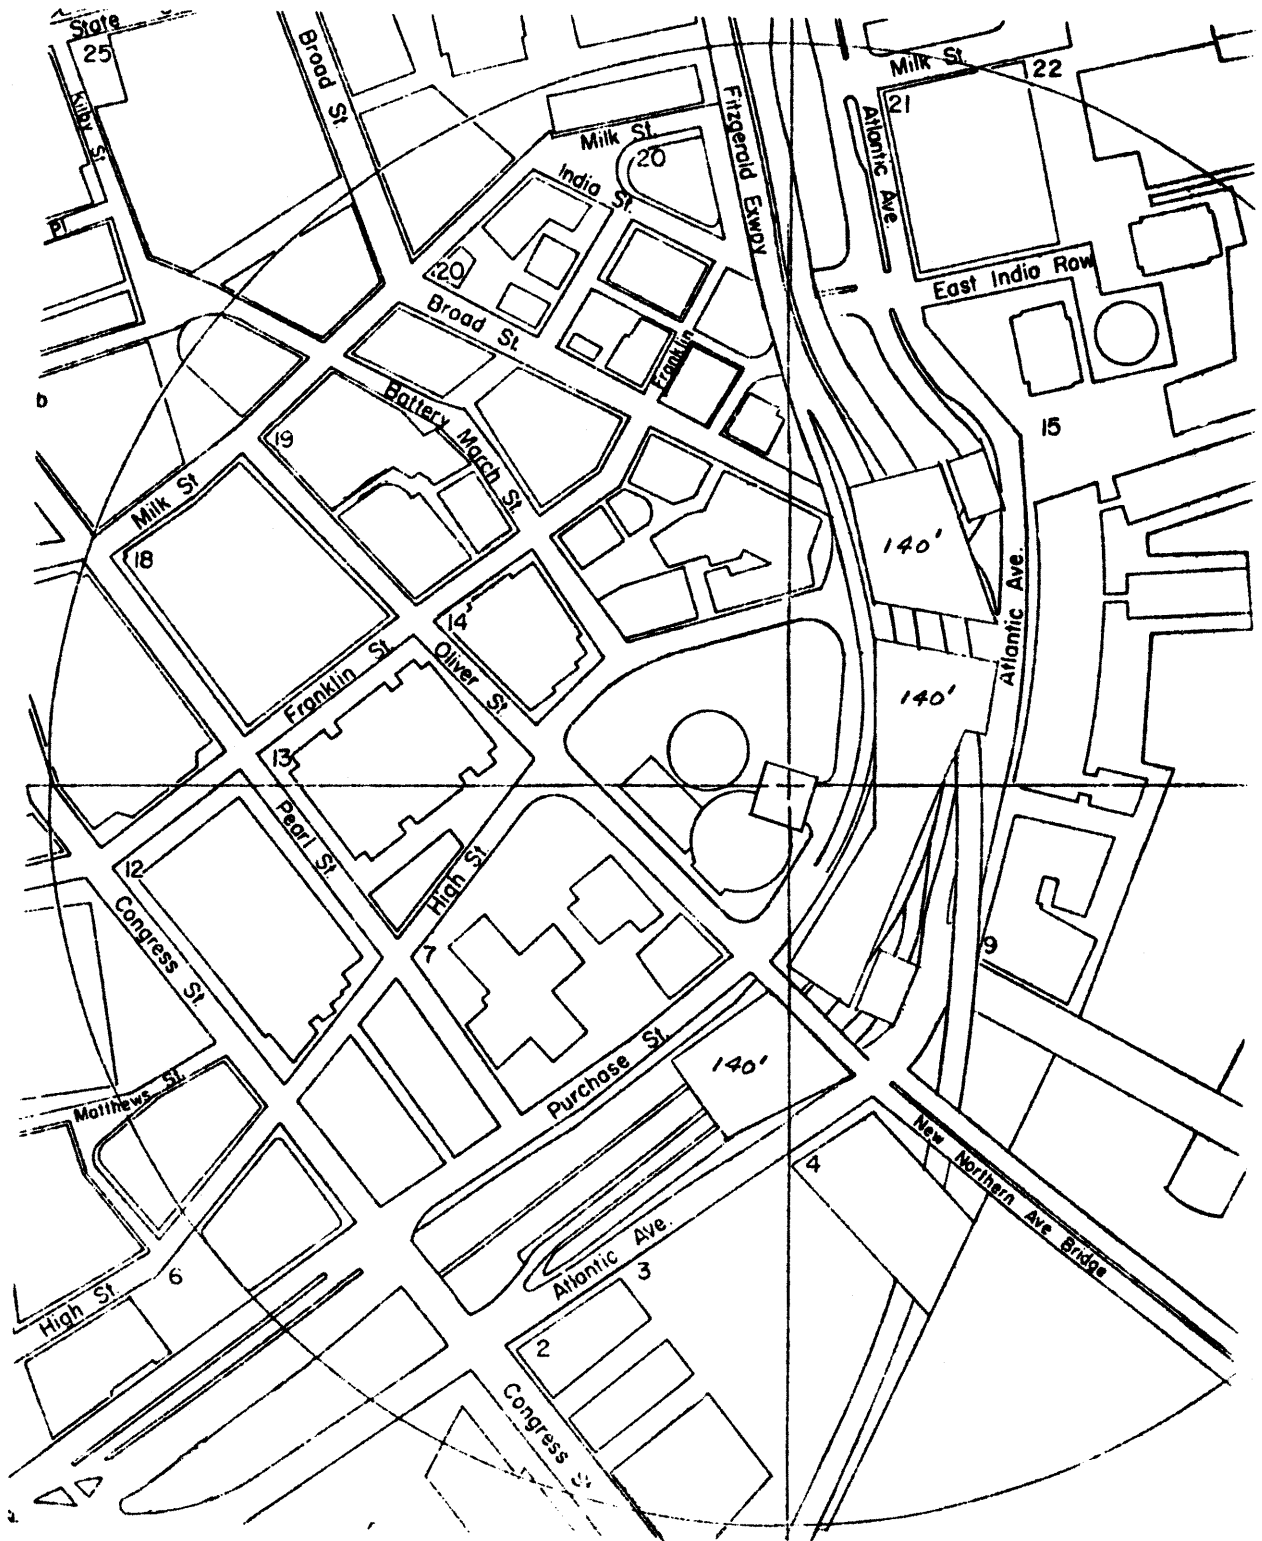 State
25
Kilby St.
Pl.
Broad St.
Milk St.
20
India St.
Fitzgerald Exwpy
Milk St.
22
21
Atlantic Ave.
East India Row
20
Broad St.
Franklin
15
Battery March St.
19
Milk St
18
140'
Atlantic Ave.
14
Oliver St.
Franklin St.
140'
13
Pearl St.
High St.
12
Congress St.
7
9
Purchase St.
140'
Matthews St.
New Northern Ave Bridge
4
Atlantic Ave.
3
6
High St.
2
Congress St.